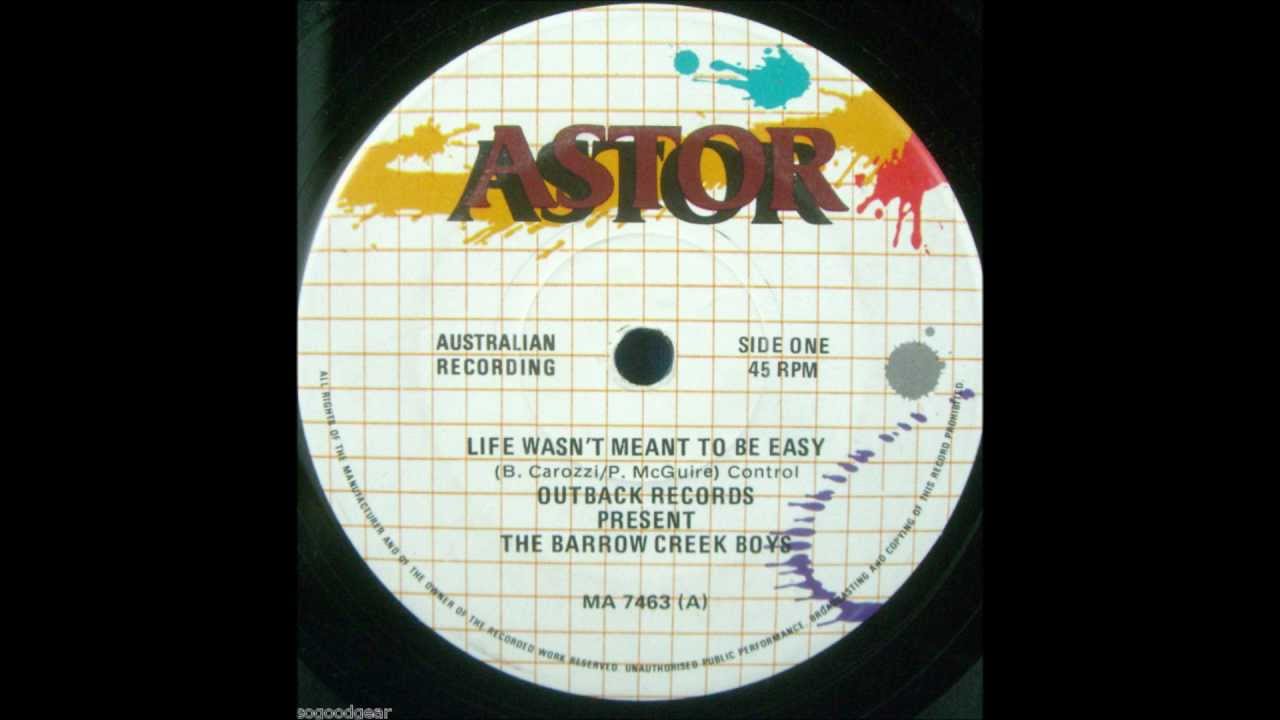 ASTOR
AUSTRALIAN
RECORDING
SIDE ONE
45 RPM
LIFE WASN'T MEANT TO BE EASY
(B. Carozzi/P. McGuire) Control
OUTBACK RECORDS
PRESENT
THE BARROW CREEK BOYS
MA 7463 (A)
ALL RIGHTS OF THE MANUFACTURER AND OF THE OWNER OF THE RECORDED WORK RESERVED. UNAUTHORISED PUBLIC PERFORMANCE. BROADCASTING AND COPYING OF THIS RECORD PROHIBITED.
sogoodgear